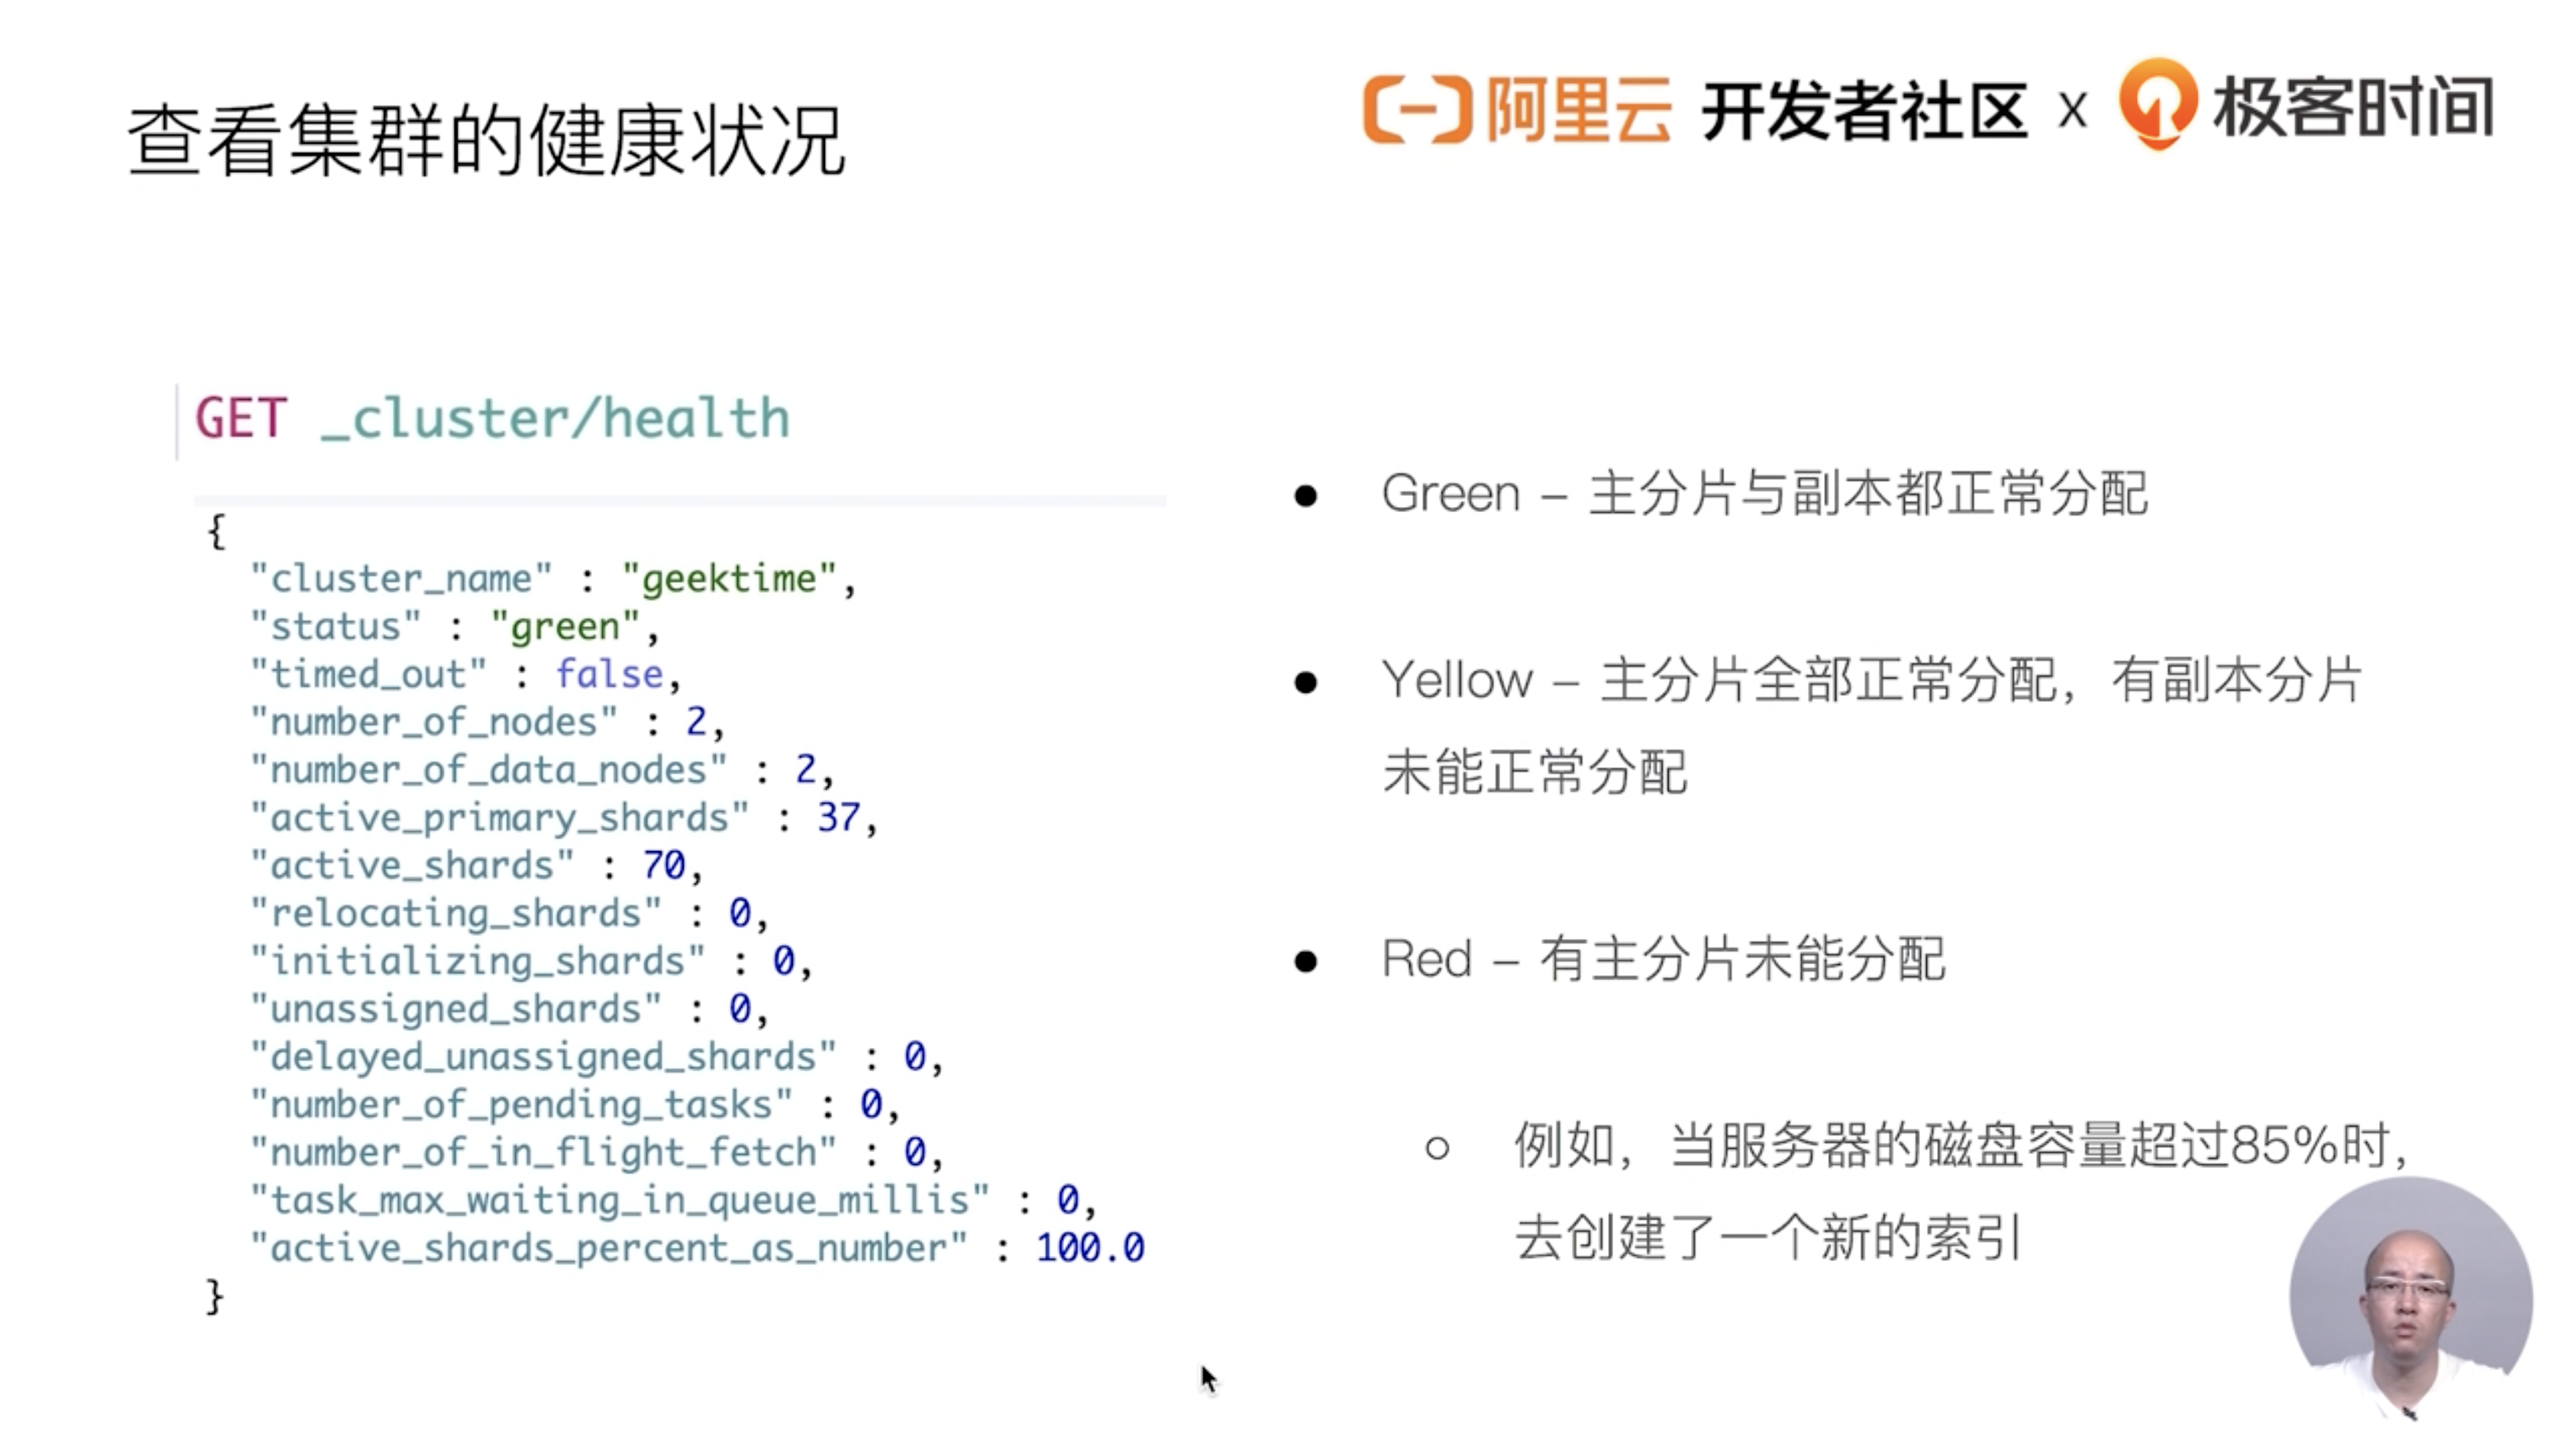 查看集群的健康状况
阿里云 开发者社区 x 极客时间
GET _cluster/health
{
"cluster_name" : "geektime",
"status" : "green",
"timed_out" : false,
"number_of_nodes" : 2,
"number_of_data_nodes" : 2,
"active_primary_shards" : 37,
"active_shards" : 70,
"relocating_shards" : 0,
"initializing_shards" : 0,
"unassigned_shards" : 0,
"delayed_unassigned_shards" : 0,
"number_of_pending_tasks" : 0,
"number_of_in_flight_fetch" : 0,
"task_max_waiting_in_queue_millis" : 0,
"active_shards_percent_as_number" : 100.0
}
● Green – 主分片与副本都正常分配
● Yellow – 主分片全部正常分配，有副本分片
未能正常分配
● Red – 有主分片未能分配
○ 例如，当服务器的磁盘容量超过85%时，
去创建了一个新的索引